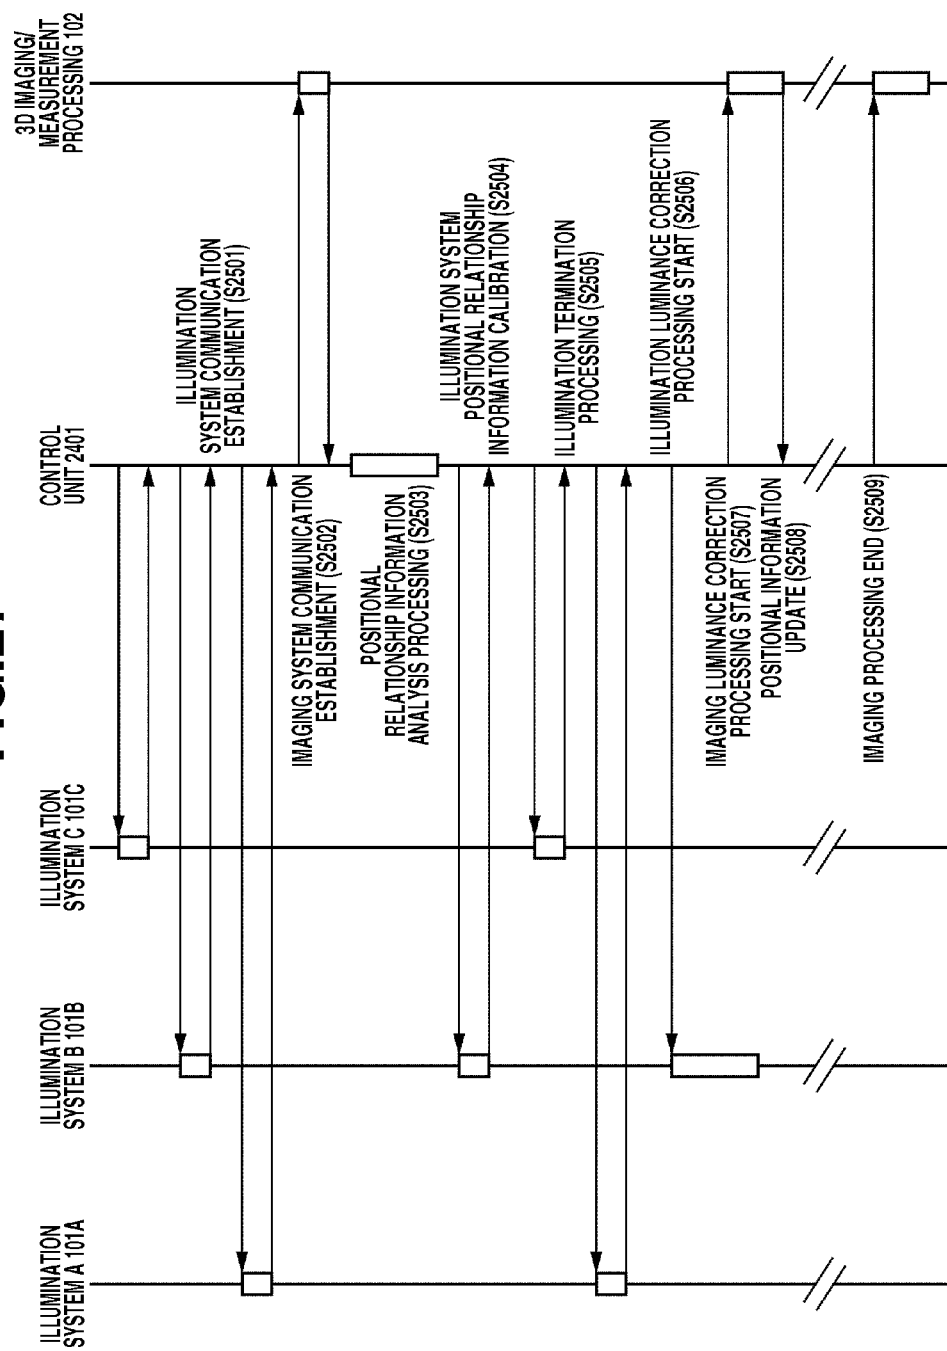 ILLUMINATION
SYSTEM A 101A
ILLUMINATION
SYSTEM B 101B
ILLUMINATION
SYSTEM C 101C
CONTROL
UNIT 2401
3D IMAGING/
MEASUREMENT
PROCESSING 102
ILLUMINATION
SYSTEM COMMUNICATION
ESTABLISHMENT (S2501)
IMAGING SYSTEM COMMUNICATION
ESTABLISHMENT (S2502)
POSITIONAL
RELATIONSHIP INFORMATION
ANALYSIS PROCESSING (S2503)
ILLUMINATION SYSTEM
POSITIONAL RELATIONSHIP
INFORMATION CALIBRATION (S2504)
ILLUMINATION TERMINATION
PROCESSING (S2505)
ILLUMINATION LUMINANCE CORRECTION
PROCESSING START (S2506)
IMAGING LUMINANCE CORRECTION
PROCESSING START (S2507)
POSITIONAL INFORMATION
UPDATE (S2508)
IMAGING PROCESSING END (S2509)